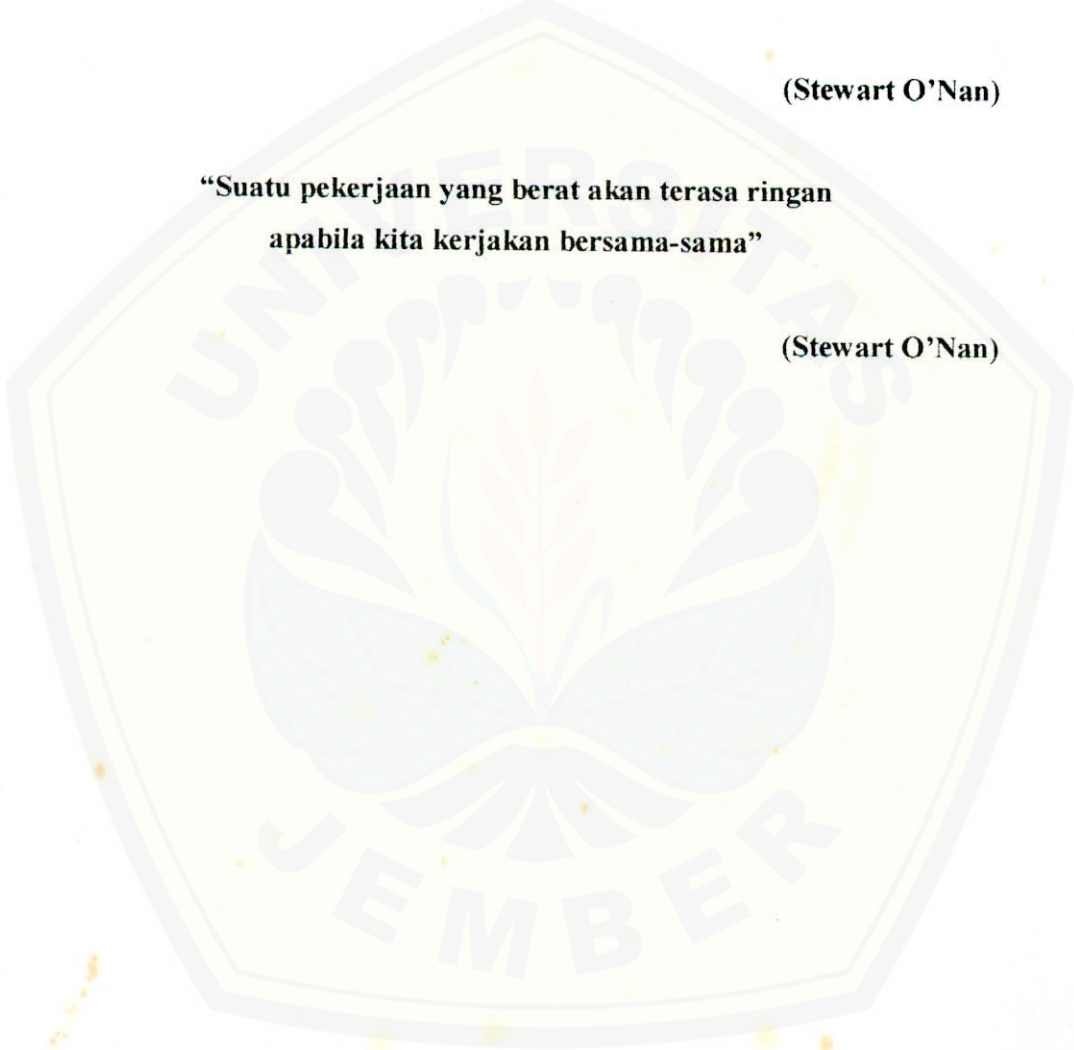 (Stewart O’Nan)
“Suatu pekerjaan yang berat akan terasa ringan
apabila kita kerjakan bersama-sama”
(Stewart O’Nan)
UNIVERSITAS
JEMBER